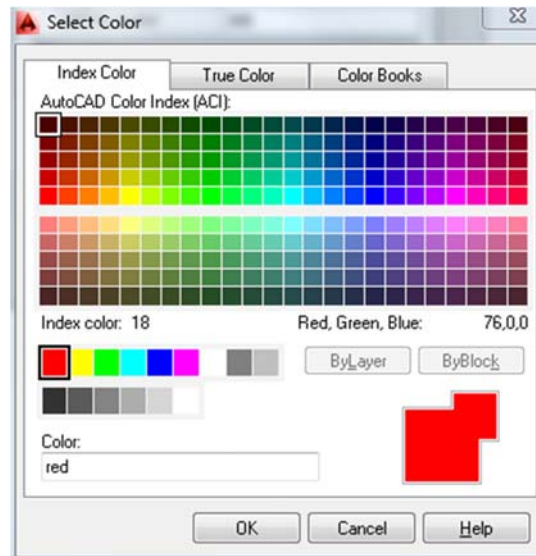 Select Color
Index Color True Color Color Books
AutoCAD Color Index (ACI):
Index color: 18 Red, Green, Blue: 76,0,0
ByLayer ByBlock
Color:
red
OK Cancel Help